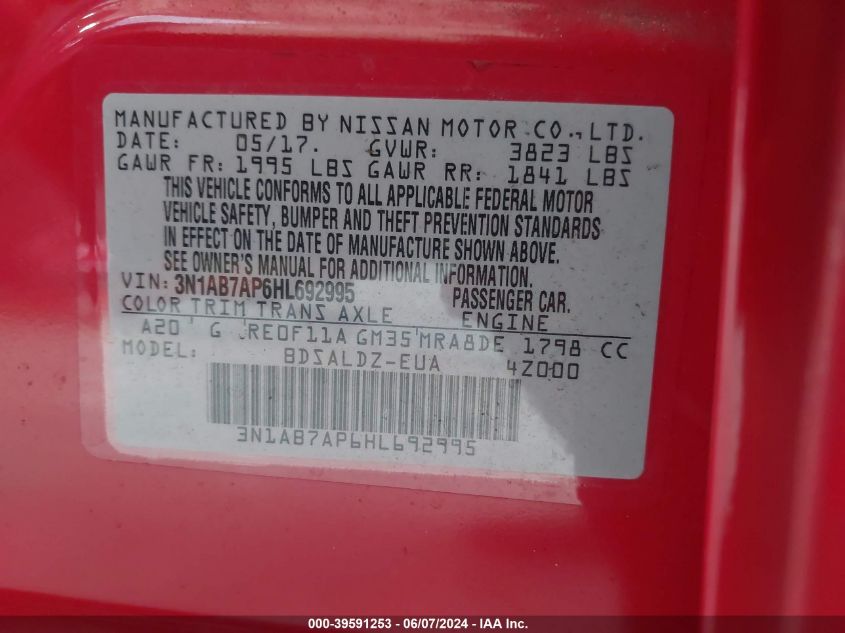 MANUFACTURED BY NISSAN MOTOR CO., LTD.
DATE: 05/17. GVWR: 3823 LBS
GAWR FR: 1995 LBS GAWR RR: 1841 LBS
THIS VEHICLE CONFORMS TO ALL APPLICABLE FEDERAL MOTOR
VEHICLE SAFETY, BUMPER AND THEFT PREVENTION STANDARDS
IN EFFECT ON THE DATE OF MANUFACTURE SHOWN ABOVE.
SEE OWNER'S MANUAL FOR ADDITIONAL INFORMATION.
VIN: 3N1AB7AP6HL692995 PASSENGER CAR.
COLOR TRIM TRANS AXLE ENGINE
A20 G RE0F11A GM35 MRA8DE 1798 CC
MODEL: BDSALDZ-EUA 4Z000
3N1AB7AP6HL692995
000-39591253 - 06/07/2024 - IAA Inc.